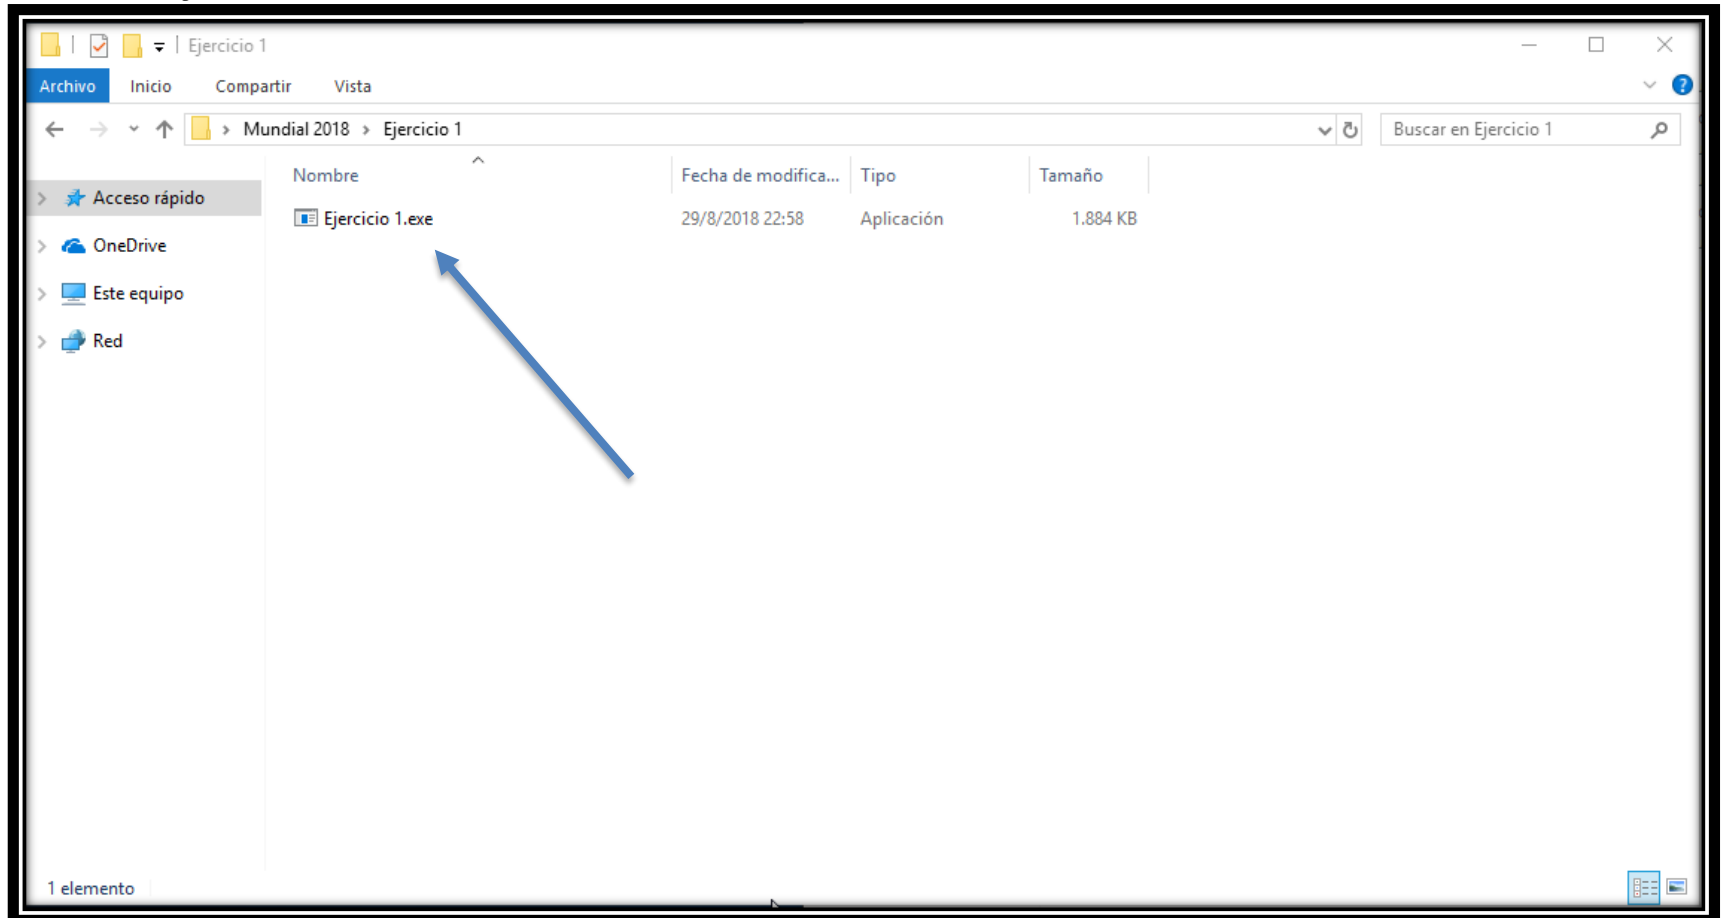 Ejercicio 1
Archivo Inicio Compartir Vista
Mundial 2018 > Ejercicio 1 Buscar en Ejercicio 1
Nombre Fecha de modifica... Tipo Tamaño
Acceso rápido
Ejercicio 1.exe 29/8/2018 22:58 Aplicación 1.884 KB
OneDrive
Este equipo
Red
1 elemento